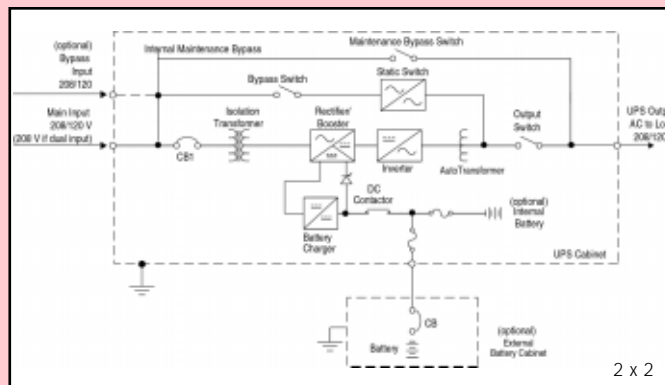 (optional)
Bypass
Input
208/120
Internal Maintenance Bypass
Maintenance Bypass Switch
Bypass Switch
Static Switch
Main Input
208/120 V
(208 V if dual input)
CB1
Isolation
Transformer
Rectifier/
Booster
Inverter
AutoTransformer
Output
Switch
UPS Outp
AC to Lo
208/120
DC
Contactor
Battery
Charger
(optional)
Internal
Battery
UPS Cabinet
CB
Battery
(optional)
External
Battery Cabinet
2 x 2